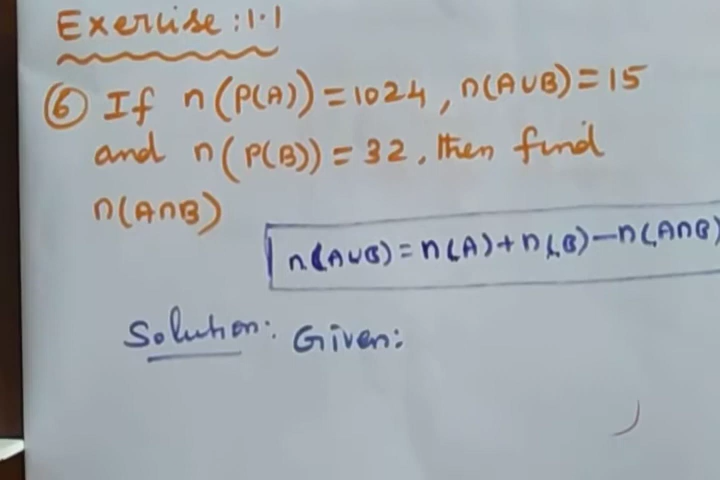 Exercise : 1.1
⑥ If n(P(A)) = 1024, n(A∪B) = 15
and n(P(B)) = 32, then find
n(A∩B)
n(A∪B) = n(A) + n(B) - n(A∩B)
Solution: Given: